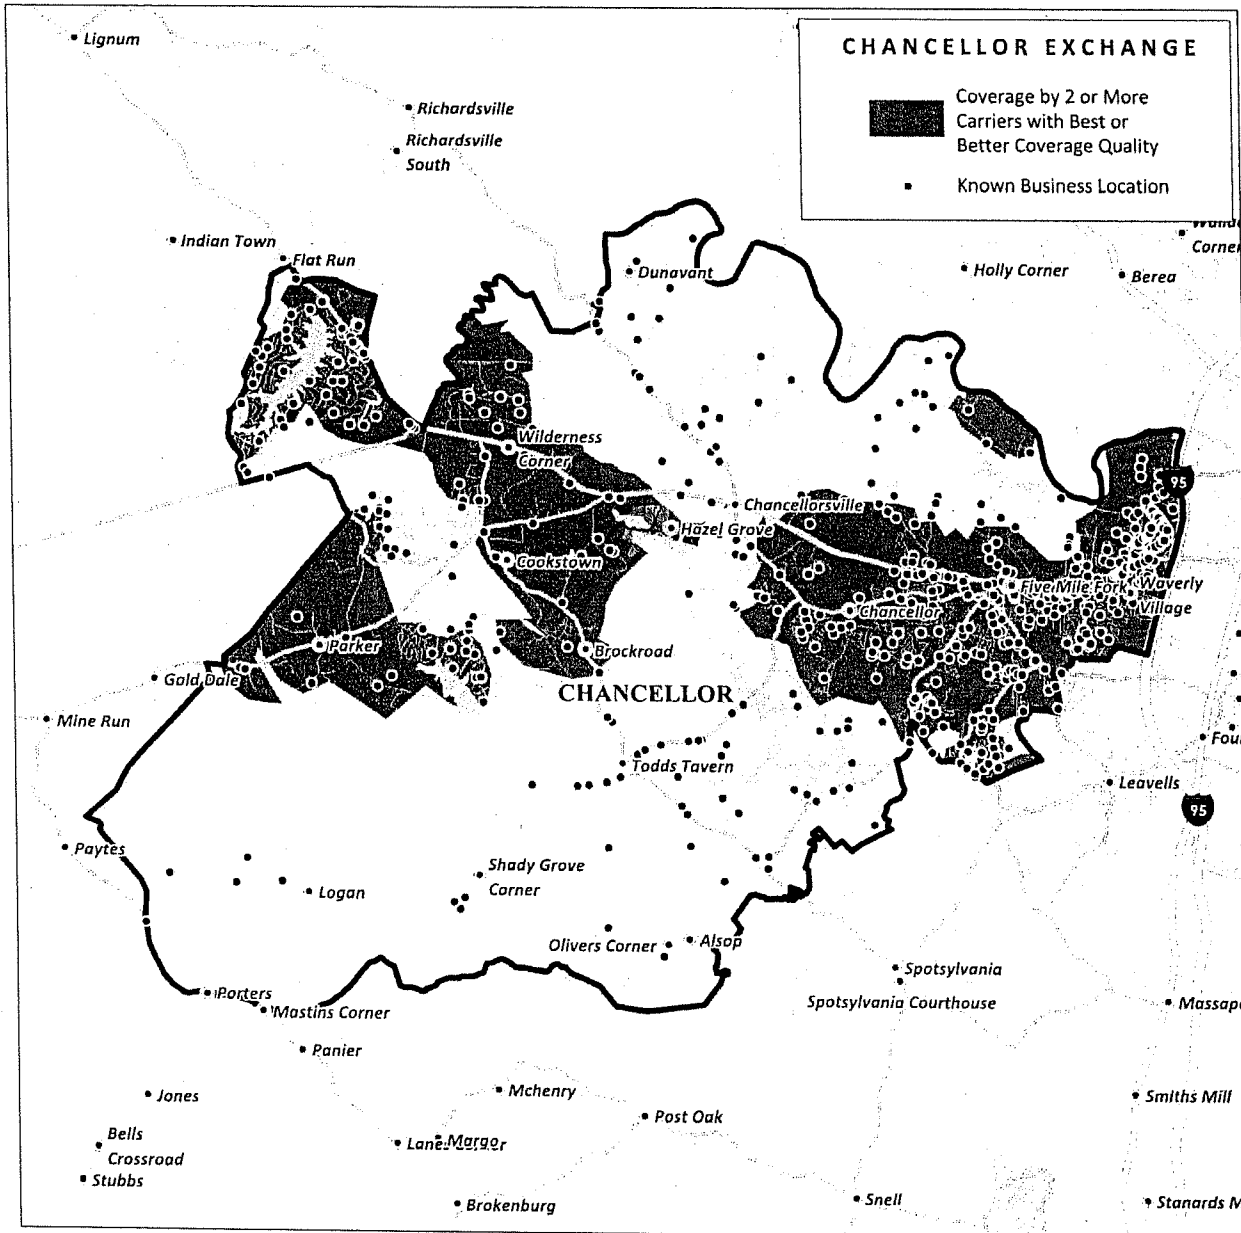 Lignum
CHANCELLOR EXCHANGE
Coverage by 2 or More
Carriers with Best or
Better Coverage Quality
Known Business Location
Richardsville
Richardsville
South
Indian Town
Flat Run
Dunavant
Holly Corner
Berea
Corner
Wilderness
Corner
95
Chancellorsville
Hazel Grove
Cookstown
Five Mile Fork
Waverly
Village
Chancellor
Parker
Brockroad
Gold Dale
CHANCELLOR
Mine Run
Todds Tavern
Leavells
95
Paytes
Shady Grove
Corner
Logan
Olivers Corner
Alsop
Spotsylvania
Spotsylvania Courthouse
Porters
Mastins Corner
Panier
Mchenry
Jones
Post Oak
Smiths Mill
Bells
Crossroad
Margo
Stubbs
Brokenburg
Snell
Stanards M